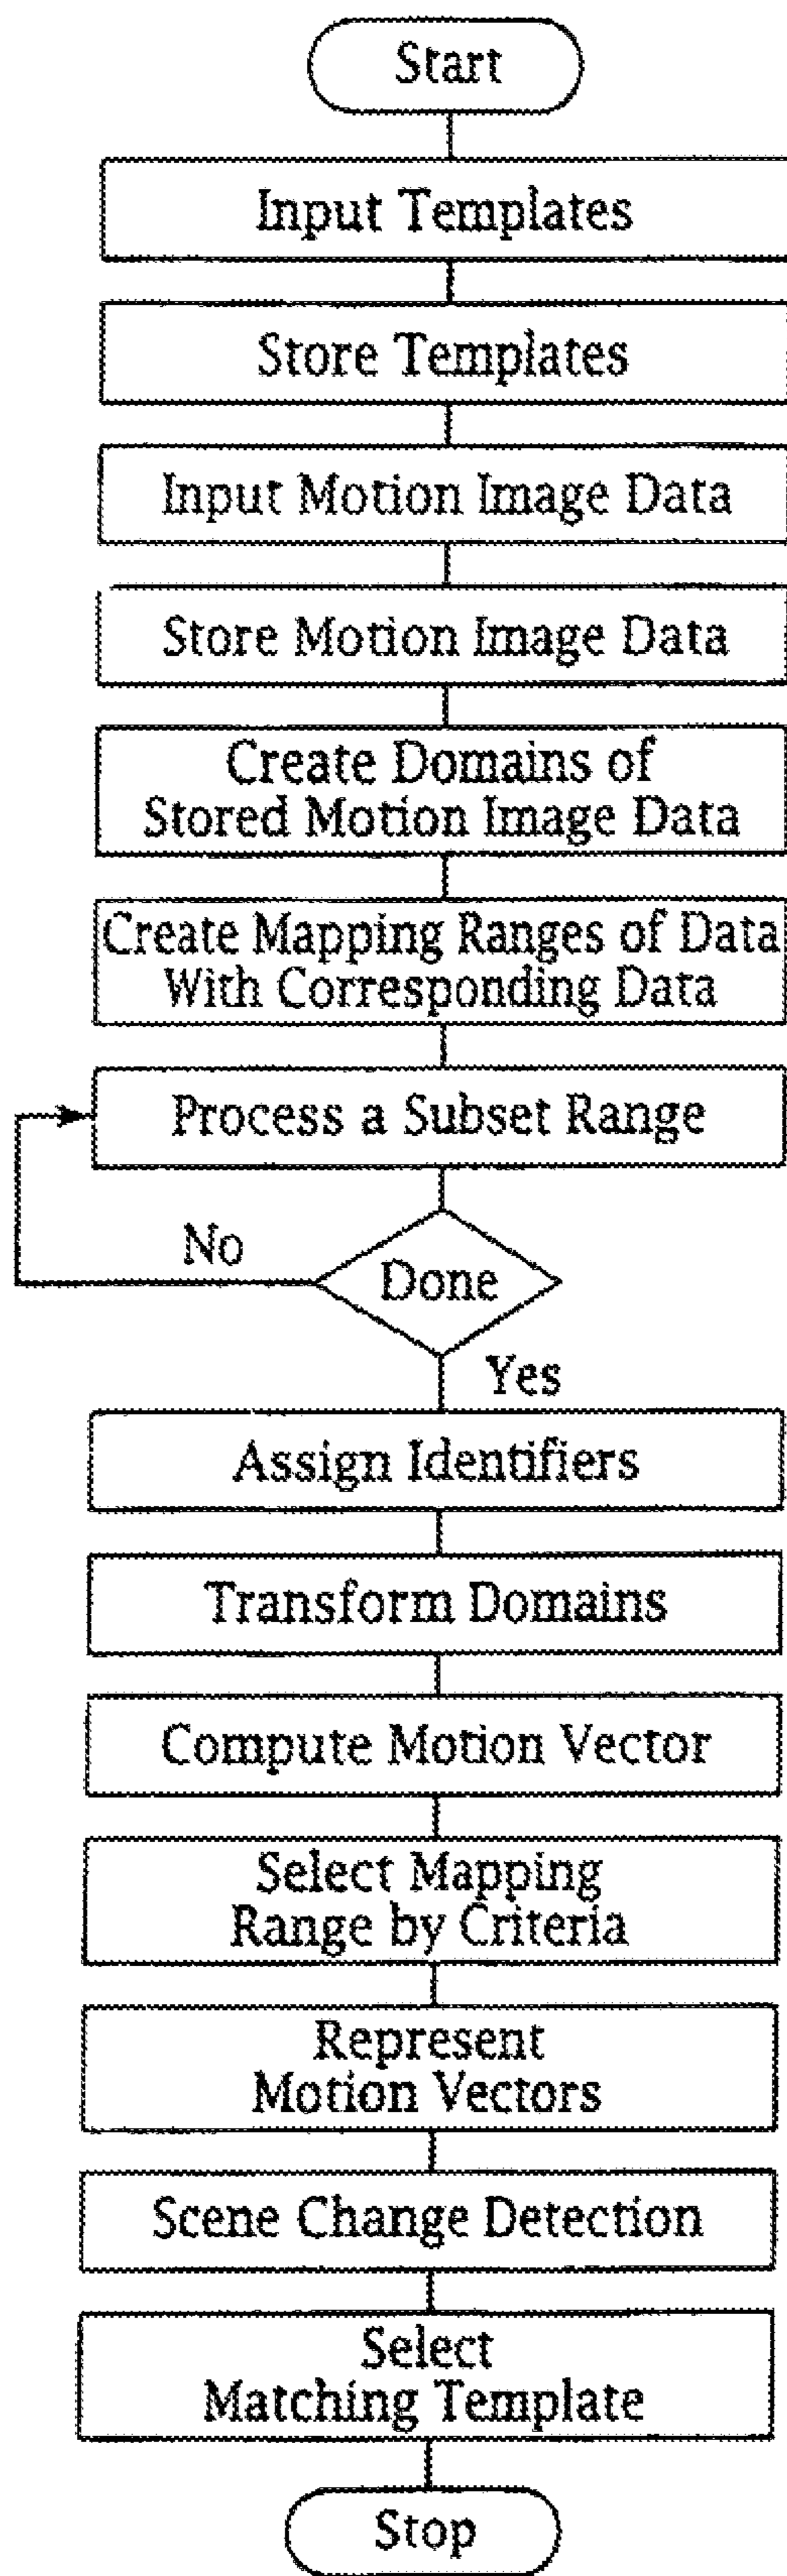 Start
Input Templates
Store Templates
Input Motion Image Data
Store Motion Image Data
Create Domains of
Stored Motion Image Data
Create Mapping Ranges of Data
With Corresponding Data
Process a Subset Range
No
Done
Yes
Assign Identifiers
Transform Domains
Compute Motion Vector
Select Mapping
Range by Criteria
Represent
Motion Vectors
Scene Change Detection
Select
Matching Template
Stop